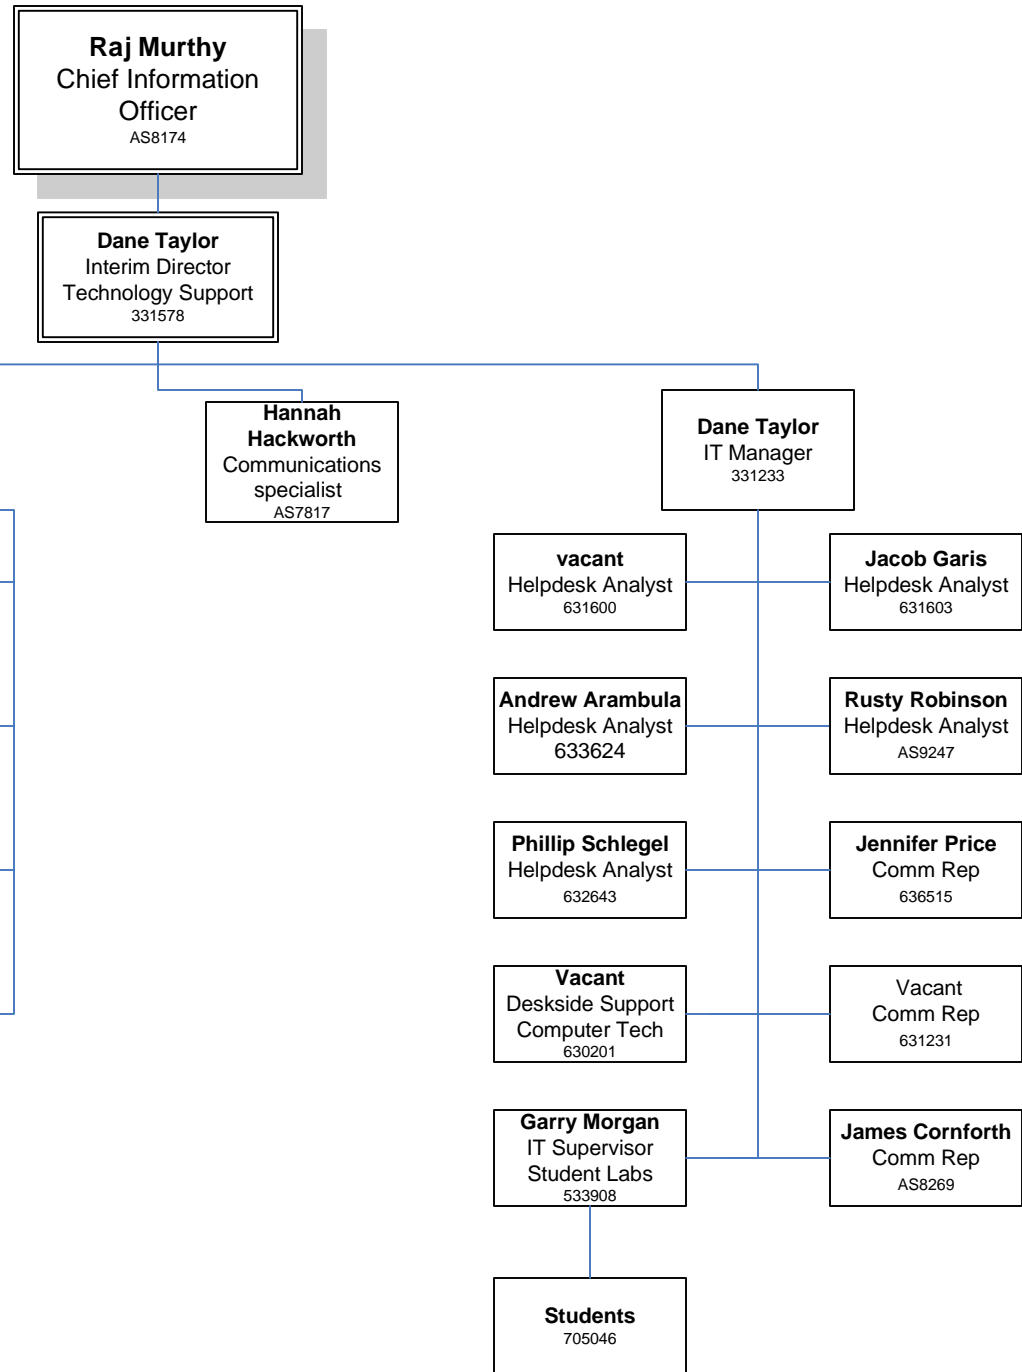 Raj Murthy
Chief Information
Officer
AS8174
Dane Taylor
Interim Director
Technology Support
331578
Hannah
Hackworth
Communications
specialist
AS7817
Dane Taylor
IT Manager
331233
vacant
Helpdesk Analyst
631600
Jacob Garis
Helpdesk Analyst
631603
Andrew Arambula
Helpdesk Analyst
633624
Rusty Robinson
Helpdesk Analyst
AS9247
Phillip Schlegel
Helpdesk Analyst
632643
Jennifer Price
Comm Rep
636515
Vacant
Deskside Support
Computer Tech
630201
Vacant
Comm Rep
631231
Garry Morgan
IT Supervisor
Student Labs
533908
James Cornforth
Comm Rep
AS8269
Students
705046